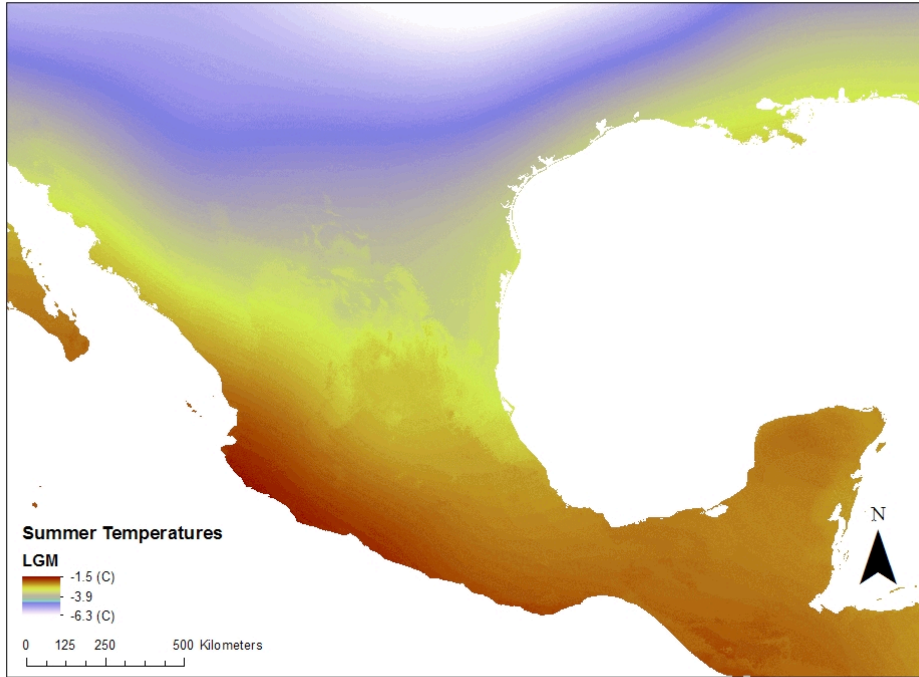 N
Summer Temperatures
LGM
-1.5 (C)
-3.9
-6.3 (C)
0 125 250 500 Kilometers